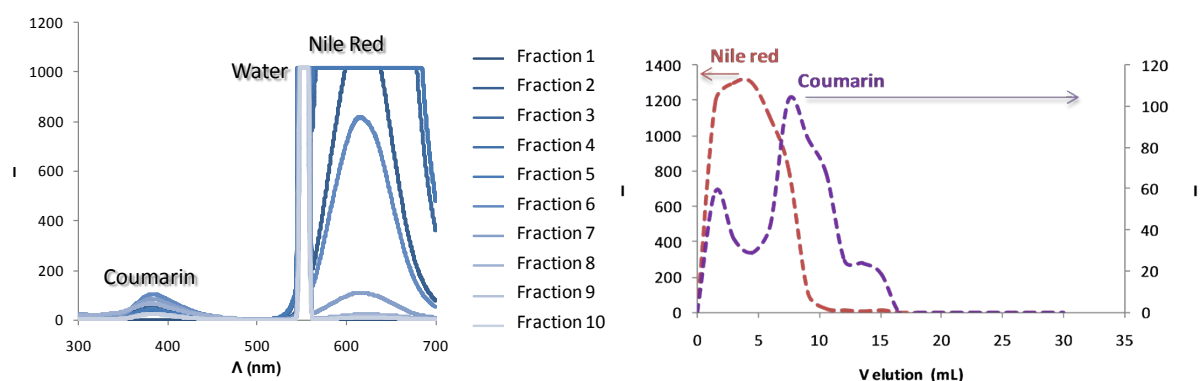 1200
1000
800
600
400
200
0
I
300
400
500
600
700
Λ (nm)
Nile Red
Water
Coumarin
Fraction 1
Fraction 2
Fraction 3
Fraction 4
Fraction 5
Fraction 6
Fraction 7
Fraction 8
Fraction 9
Fraction 10
Nile red
Coumarin
1400
1200
1000
800
600
400
200
0
I
120
100
80
60
40
20
0
I
0
5
10
15
20
25
30
35
V elution (mL)